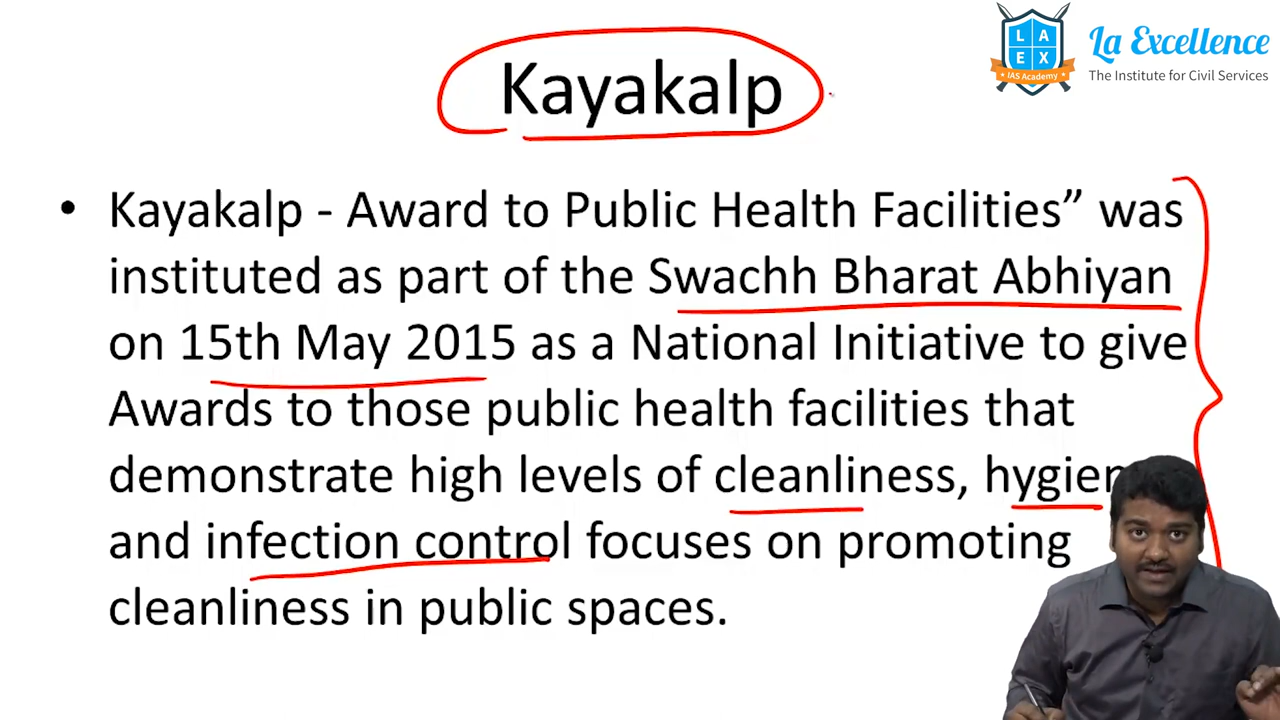 LA
EX
IAS Academy
La Excellence
The Institute for Civil Services
Kayakalp
• Kayakalp - Award to Public Health Facilities” was
instituted as part of the Swachh Bharat Abhiyan
on 15th May 2015 as a National Initiative to give
Awards to those public health facilities that
demonstrate high levels of cleanliness,
and infection control focuses on promoting
cleanliness in public spaces.